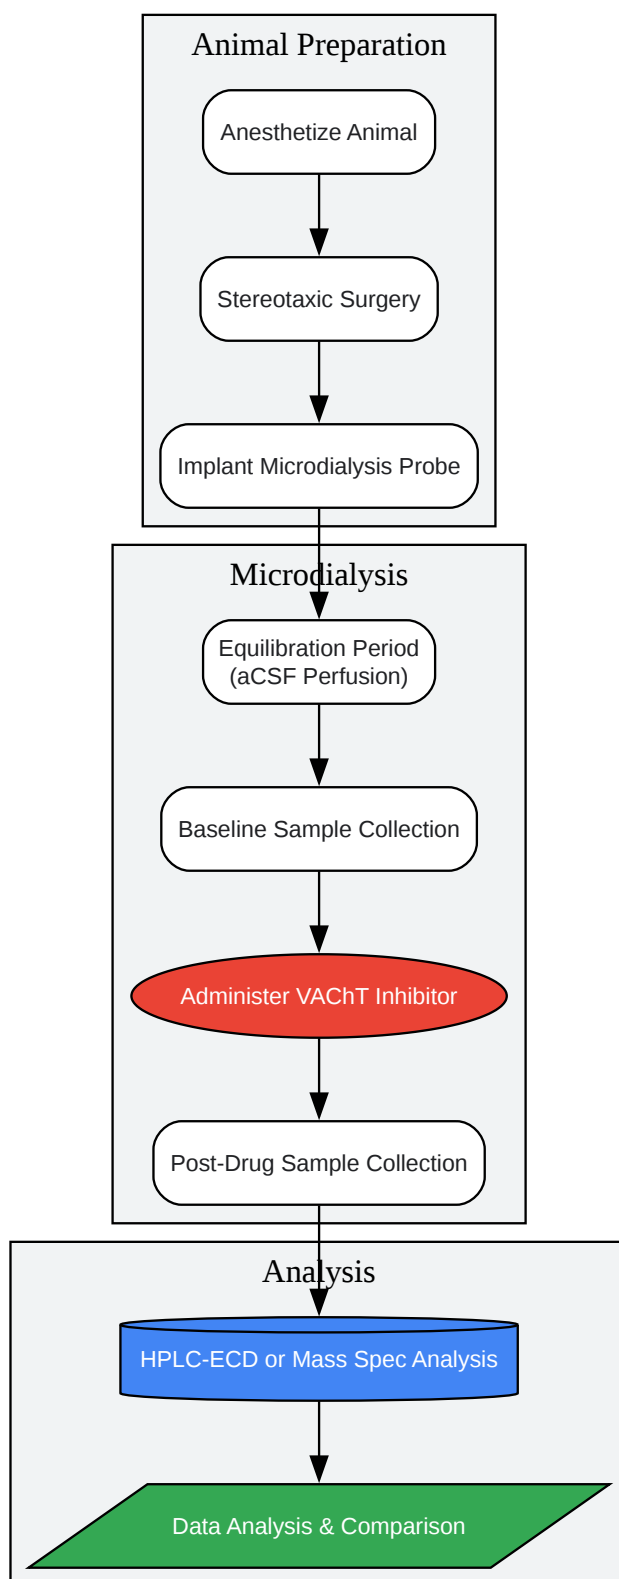 Animal Preparation
Anesthetize Animal
Stereotaxic Surgery
Implant Microdialysis Probe
Microdialysis
Equilibration Period
(aCSF Perfusion)
Baseline Sample Collection
Administer VAChT Inhibitor
Post-Drug Sample Collection
Analysis
HPLC-ECD or Mass Spec Analysis
Data Analysis & Comparison